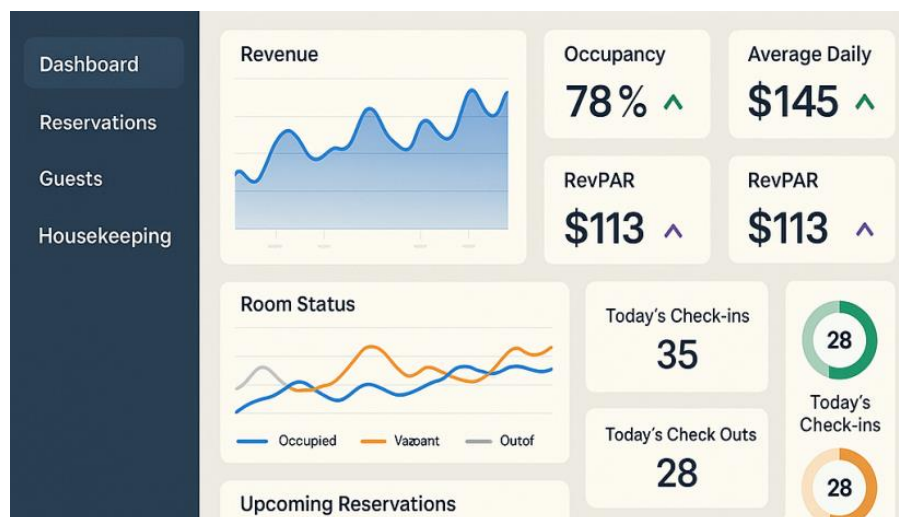 Dashboard
Reservations
Guests
Housekeeping
Revenue
Occupancy
78%
Average Daily
$145
RevPAR
$113
RevPAR
$113
Room Status
Occupied
Vazoant
Outof
Today's Check-ins
35
Today's Check Outs
28
28
Today's
Check-ins
28
Upcoming Reservations